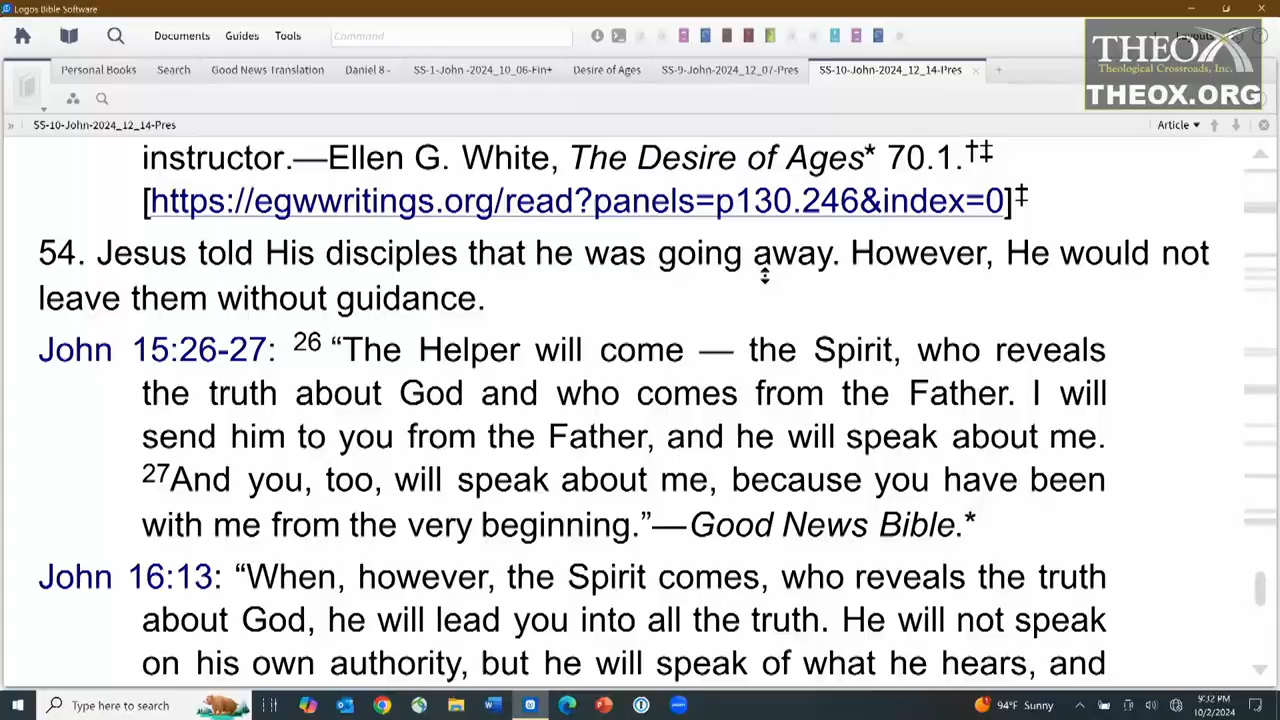 Logos Bible Software
Documents Guides Tools Command Layouts
THEOX
Theological Crossroads, Inc.
THEOX.ORG
Personal Books Search Good News Translation Daniel 8 - Desire of Ages SS-9-John-2024_12_07-Pres SS-10-John-2024_12_14-Pres
SS-10-John-2024_12_14-Pres Article
instructor.—Ellen G. White, The Desire of Ages* 70.1.†‡
[https://egwwritings.org/read?panels=p130.246&index=0]‡
54. Jesus told His disciples that he was going away. However, He would not
leave them without guidance.
John 15:26-27: 26 “The Helper will come — the Spirit, who reveals
the truth about God and who comes from the Father. I will
send him to you from the Father, and he will speak about me.
27And you, too, will speak about me, because you have been
with me from the very beginning.”—Good News Bible.*
John 16:13: “When, however, the Spirit comes, who reveals the truth
about God, he will lead you into all the truth. He will not speak
on his own authority, but he will speak of what he hears, and
Type here to search
94°F Sunny
9:32 PM
10/2/2024